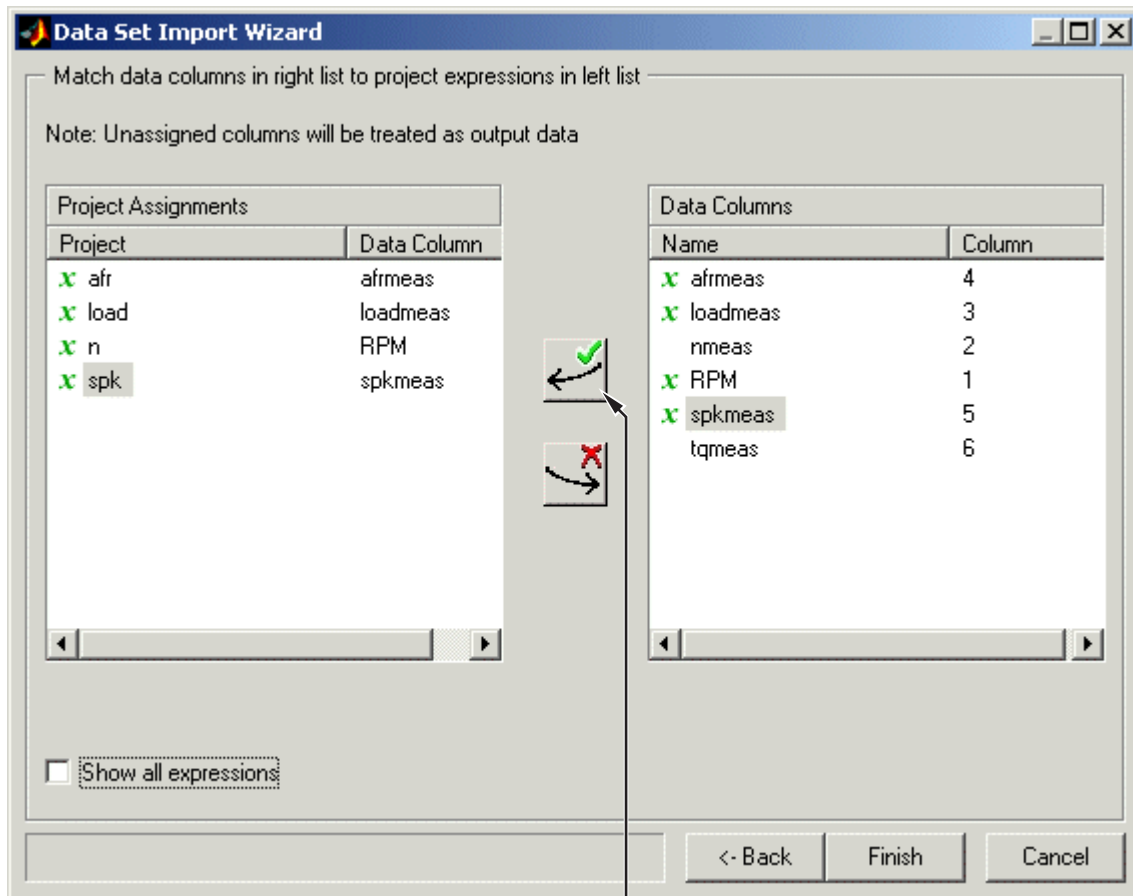 Data Set Import Wizard
Match data columns in right list to project expressions in left list
Note: Unassigned columns will be treated as output data
Project Assignments
Project Data Column
x afr afrmeas
x load loadmeas
x n RPM
x spk spkmeas
Data Columns
Name Column
x afrmeas 4
x loadmeas 3
nmeas 2
x RPM 1
x spkmeas 5
tqmeas 6
Show all expressions
<- Back Finish Cancel